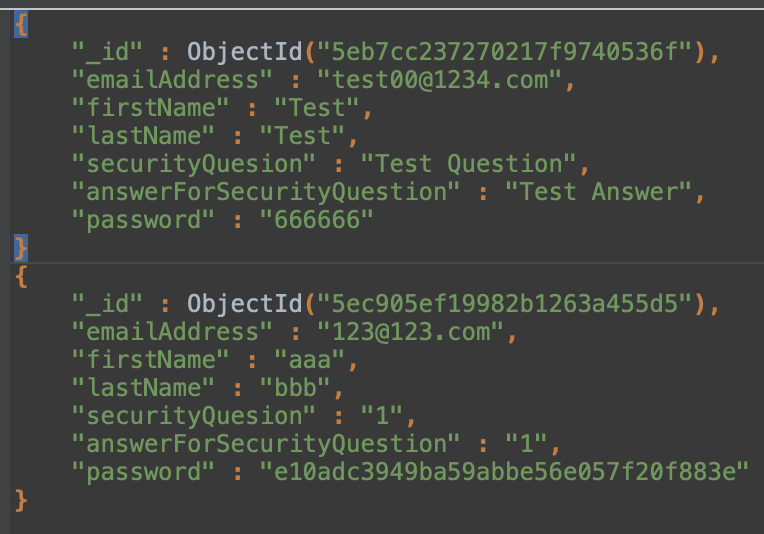 {
"_id" : ObjectId("5eb7cc237270217f9740536f"),
"emailAddress" : "test00@1234.com",
"firstName" : "Test",
"lastName" : "Test",
"securityQuesion" : "Test Question",
"answerForSecurityQuestion" : "Test Answer",
"password" : "666666"
}
{
"_id" : ObjectId("5ec905ef19982b1263a455d5"),
"emailAddress" : "123@123.com",
"firstName" : "aaa",
"lastName" : "bbb",
"securityQuesion" : "1",
"answerForSecurityQuestion" : "1",
"password" : "e10adc3949ba59abbe56e057f20f883e"
}